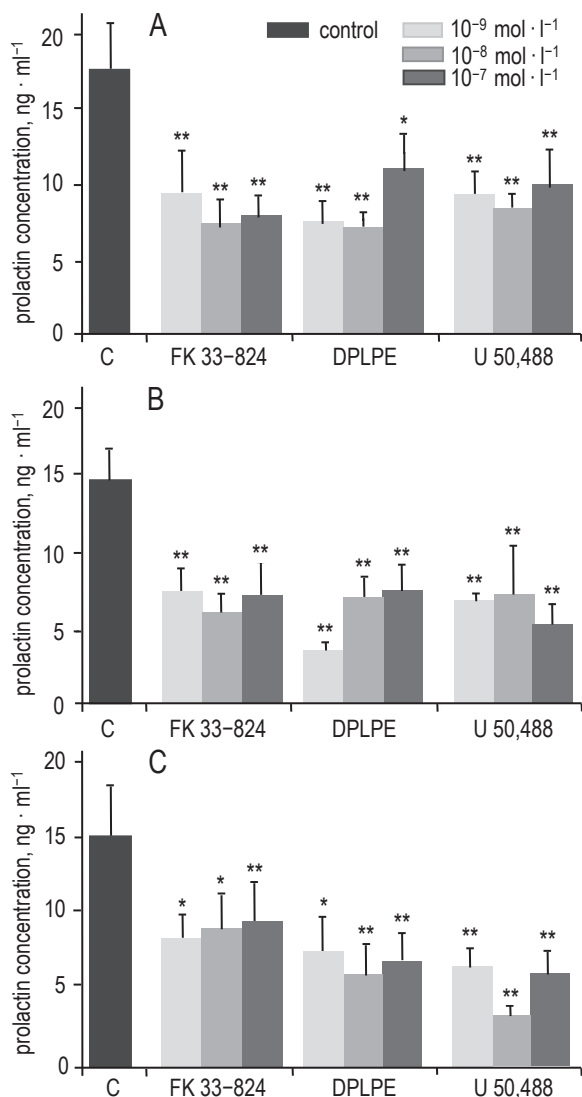 A
control
10⁻⁹ mol · l⁻¹
10⁻⁸ mol · l⁻¹
10⁻⁷ mol · l⁻¹
prolactin concentration, ng · ml⁻¹
20
15
10
5
0
** ** ** ** ** * ** ** **
C FK 33–824 DPLPE U 50,488
B
prolactin concentration, ng · ml⁻¹
20
15
10
5
0
** ** ** ** ** ** ** ** **
C FK 33–824 DPLPE U 50,488
C
prolactin concentration, ng · ml⁻¹
20
15
10
5
0
* * ** * ** ** ** ** **
C FK 33–824 DPLPE U 50,488